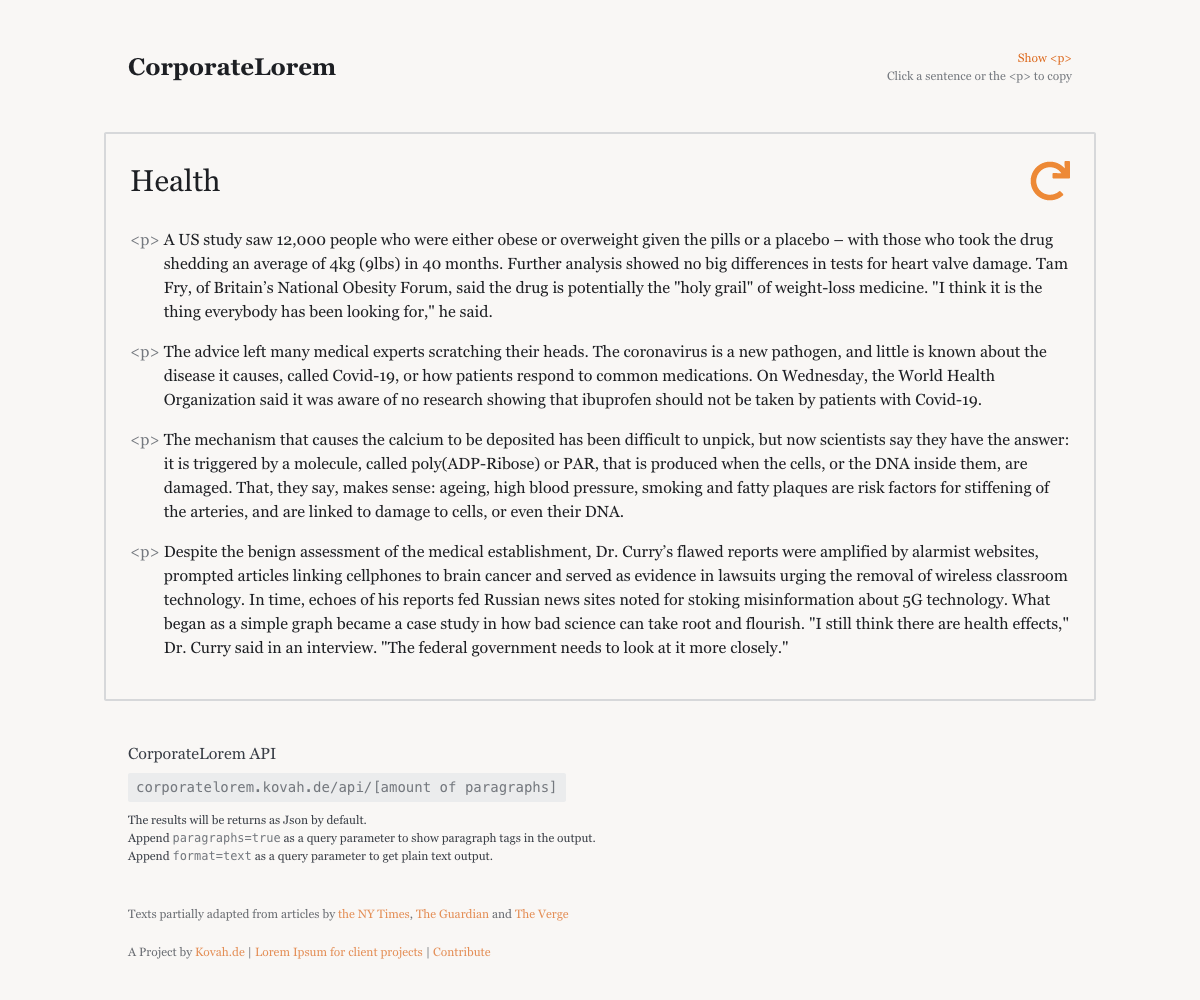 CorporateLorem
Show <p>
Click a sentence or the <p> to copy
Health
<p> A US study saw 12,000 people who were either obese or overweight given the pills or a placebo – with those who took the drug
shedding an average of 4kg (9lbs) in 40 months. Further analysis showed no big differences in tests for heart valve damage. Tam
Fry, of Britain’s National Obesity Forum, said the drug is potentially the "holy grail" of weight-loss medicine. "I think it is the
thing everybody has been looking for," he said.
<p> The advice left many medical experts scratching their heads. The coronavirus is a new pathogen, and little is known about the
disease it causes, called Covid-19, or how patients respond to common medications. On Wednesday, the World Health
Organization said it was aware of no research showing that ibuprofen should not be taken by patients with Covid-19.
<p> The mechanism that causes the calcium to be deposited has been difficult to unpick, but now scientists say they have the answer:
it is triggered by a molecule, called poly(ADP-Ribose) or PAR, that is produced when the cells, or the DNA inside them, are
damaged. That, they say, makes sense: ageing, high blood pressure, smoking and fatty plaques are risk factors for stiffening of
the arteries, and are linked to damage to cells, or even their DNA.
<p> Despite the benign assessment of the medical establishment, Dr. Curry’s flawed reports were amplified by alarmist websites,
prompted articles linking cellphones to brain cancer and served as evidence in lawsuits urging the removal of wireless classroom
technology. In time, echoes of his reports fed Russian news sites noted for stoking misinformation about 5G technology. What
began as a simple graph became a case study in how bad science can take root and flourish. "I still think there are health effects,"
Dr. Curry said in an interview. "The federal government needs to look at it more closely."
CorporateLorem API
corporatelorem.kovah.de/api/[amount of paragraphs]
The results will be returns as Json by default.
Append paragraphs=true as a query parameter to show paragraph tags in the output.
Append format=text as a query parameter to get plain text output.
Texts partially adapted from articles by the NY Times, The Guardian and The Verge
A Project by Kovah.de | Lorem Ipsum for client projects | Contribute